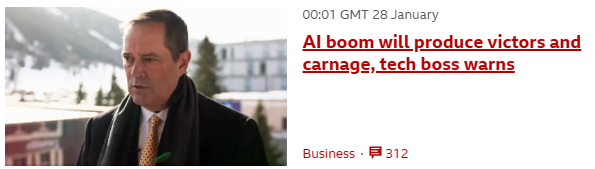 00:01 GMT 28 January
AI boom will produce victors and
carnage, tech boss warns
Business · 312